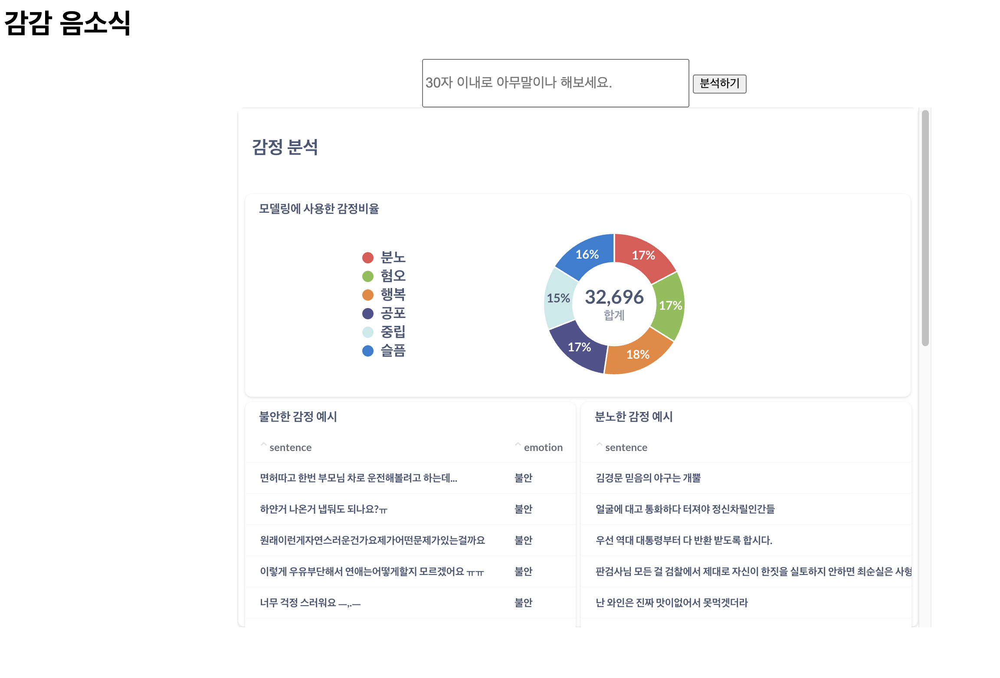 감감 음소식
30자 이내로 아무말이나 해보세요.
분석하기
감정 분석
모델링에 사용한 감정비율
분노
혐오
행복
공포
중립
슬픔
16%
17%
15%
17%
17%
18%
32,696
합계
불안한 감정 예시
sentence emotion
면허따고 한번 부모님 차로 운전해볼려고 하는데... 불안
하얀거 나온거 냅둬도 되나요?ㅠ 불안
원래이런게자연스러운건가요제가어떤문제가있는걸까요 불안
이렇게 우유부단해서 연애는어떻게할지 모르겠어요 ㅠㅠ 불안
너무 걱정 스러워요 ㅡ,.ㅡ 불안
분노한 감정 예시
sentence
김경문 믿음의 야구는 개뿔
얼굴에 대고 통화하다 터져야 정신차릴인간들
우선 역대 대통령부터 다 반환 받도록 합시다.
판검사님 모든 걸 검찰에서 제대로 자신이 한짓을 실토하지 안하면 최순실은 사형
난 와인은 진짜 맛이없어서 못먹겟더라